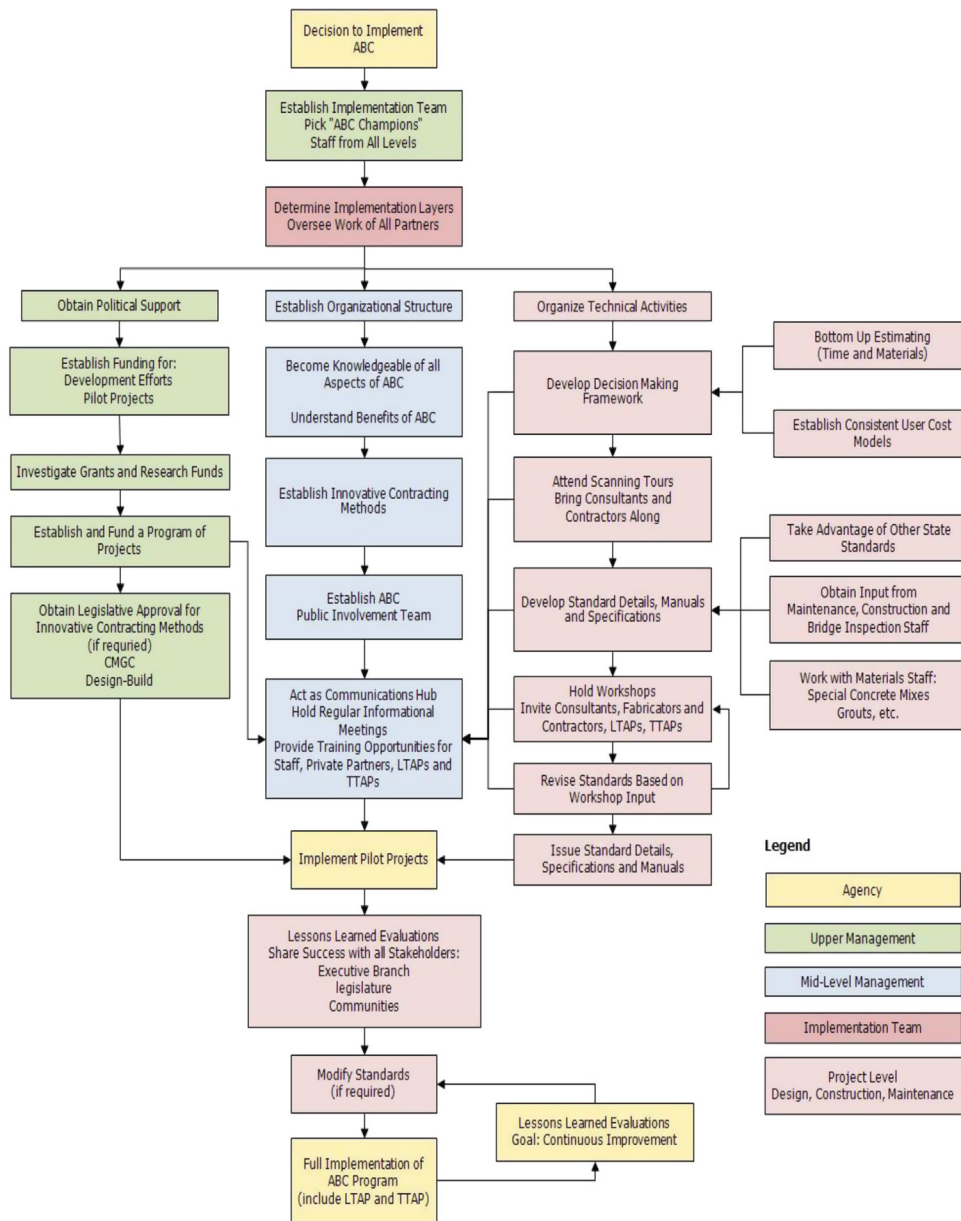 Decision to Implement
ABC
Establish Implementation Team
Pick "ABC Champions"
Staff from All Levels
Determine Implementation Layers
Oversee Work of All Partners
Obtain Political Support
Establish Funding for:
Development Efforts
Pilot Projects
Investigate Grants and Research Funds
Establish and Fund a Program of
Projects
Obtain Legislative Approval for
Innovative Contracting Methods
(if requried)
CMGC
Design-Build
Establish Organizational Structure
Become Knowledgeable of all
Aspects of ABC
Understand Benefits of ABC
Establish Innovative Contracting
Methods
Establish ABC
Public Involvement Team
Act as Communications Hub
Hold Regular Informational
Meetings
Provide Training Opportunities for
Staff, Private Partners, LTAPs and
TTAPs
Organize Technical Activities
Develop Decision Making
Framework
Attend Scanning Tours
Bring Consultants and
Contractors Along
Develop Standard Details, Manuals
and Specifications
Hold Workshops
Invite Consultants, Fabricators and
Contractors, LTAPs, TTAPs
Revise Standards Based on
Workshop Input
Issue Standard Details,
Specifications and Manuals
Bottom Up Estimating
(Time and Materials)
Establish Consistent User Cost
Models
Take Advantage of Other State
Standards
Obtain Input from
Maintenance, Construction and
Bridge Inspection Staff
Work with Materials Staff:
Special Concrete Mixes
Grouts, etc.
Implement Pilot Projects
Lessons Learned Evaluations
Share Success with all Stakeholders:
Executive Branch
legislature
Communities
Modify Standards
(if required)
Lessons Learned Evaluations
Goal: Continuous Improvement
Full Implementation of
ABC Program
(include LTAP and TTAP)
Legend
Agency
Upper Management
Mid-Level Management
Implementation Team
Project Level
Design, Construction, Maintenance